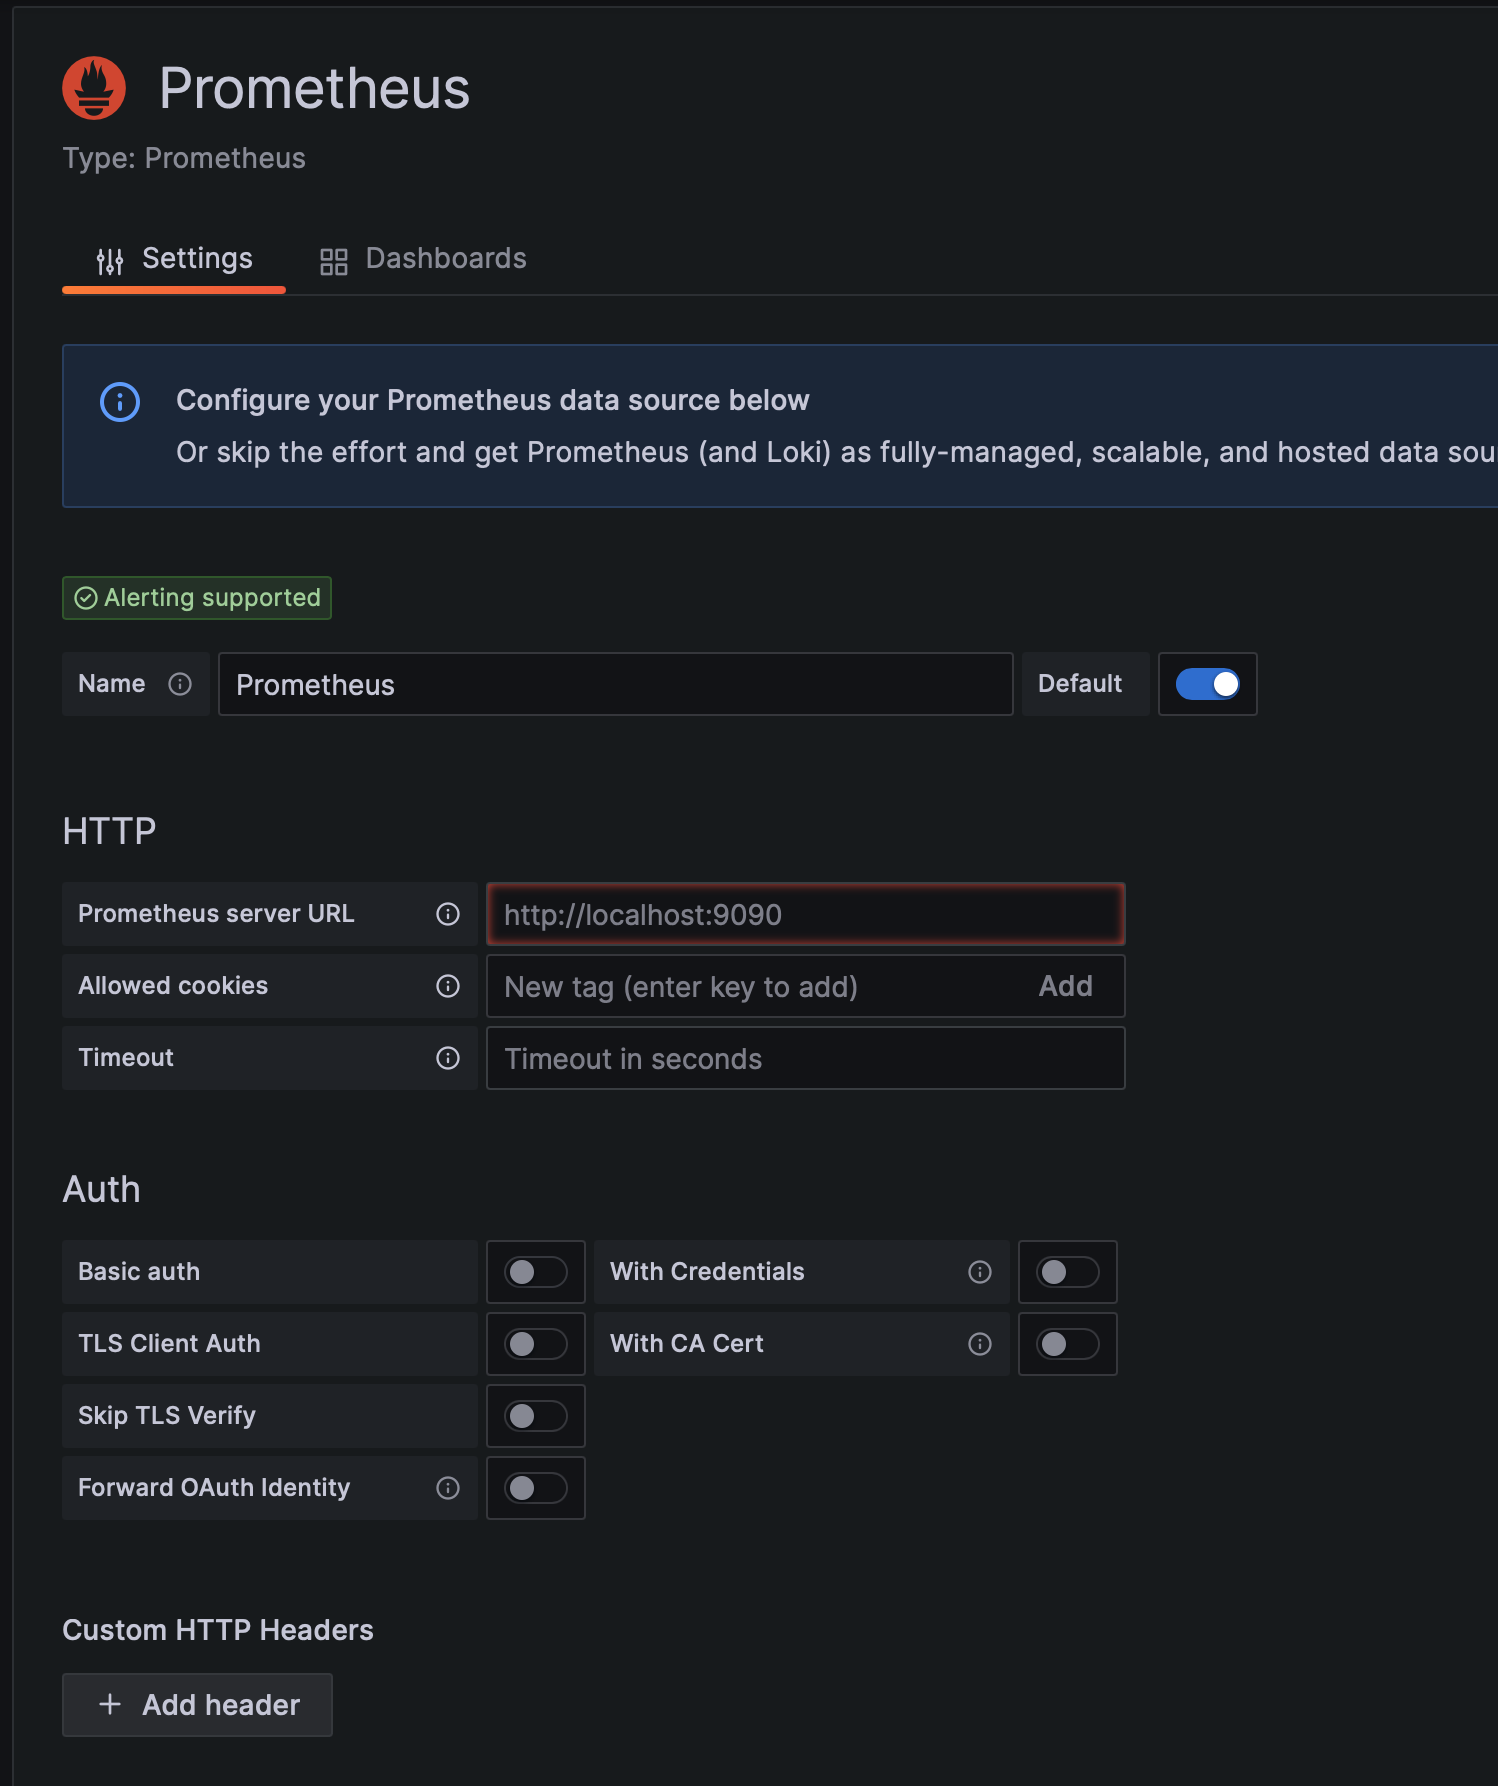 Prometheus
Type: Prometheus
Settings
Dashboards
Configure your Prometheus data source below
Or skip the effort and get Prometheus (and Loki) as fully-managed, scalable, and hosted data sou
Alerting supported
Name
Prometheus
Default
HTTP
Prometheus server URL
http://localhost:9090
Allowed cookies
New tag (enter key to add)
Add
Timeout
Timeout in seconds
Auth
Basic auth
With Credentials
TLS Client Auth
With CA Cert
Skip TLS Verify
Forward OAuth Identity
Custom HTTP Headers
+ Add header